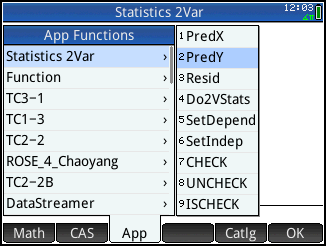 Statistics 2Var
12:03
App Functions
Statistics 2Var ›
Function ›
TC3-1 ›
TC1-3 ›
TC2-2 ›
ROSE_4_Chaoyang ›
TC2-2B ›
DataStreamer ›
1 PredX
2 PredY
3 Resid
4 Do2VStats
5 SetDepend
6 SetIndep
7 CHECK
8 UNCHECK
9 ISCHECK
Math CAS App Catlg OK